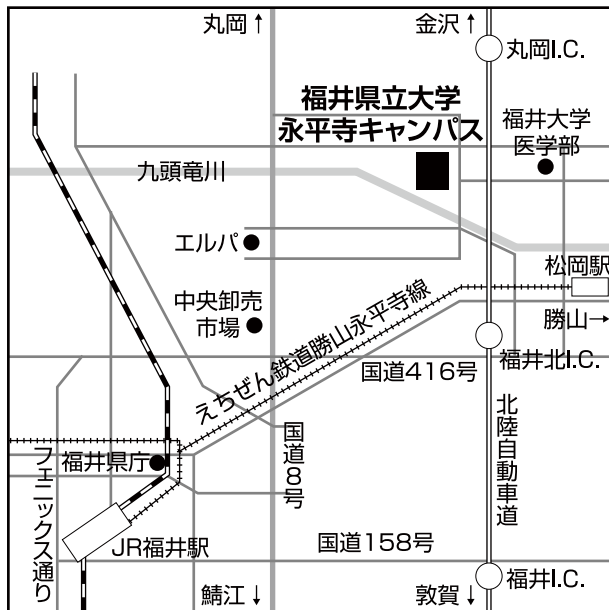 丸岡↑
金沢↑
丸岡I.C.
福井県立大学
永平寺キャンパス
福井大学
医学部
九頭竜川
エルパ
松岡駅
中央卸売
市場
勝山→
えちぜん鉄道勝山永平寺線
国道416号
福井北I.C.
北陸自動車道
国道8号
フェニックス通り
福井県庁
JR福井駅
国道158号
福井I.C.
鯖江↓
敦賀↓